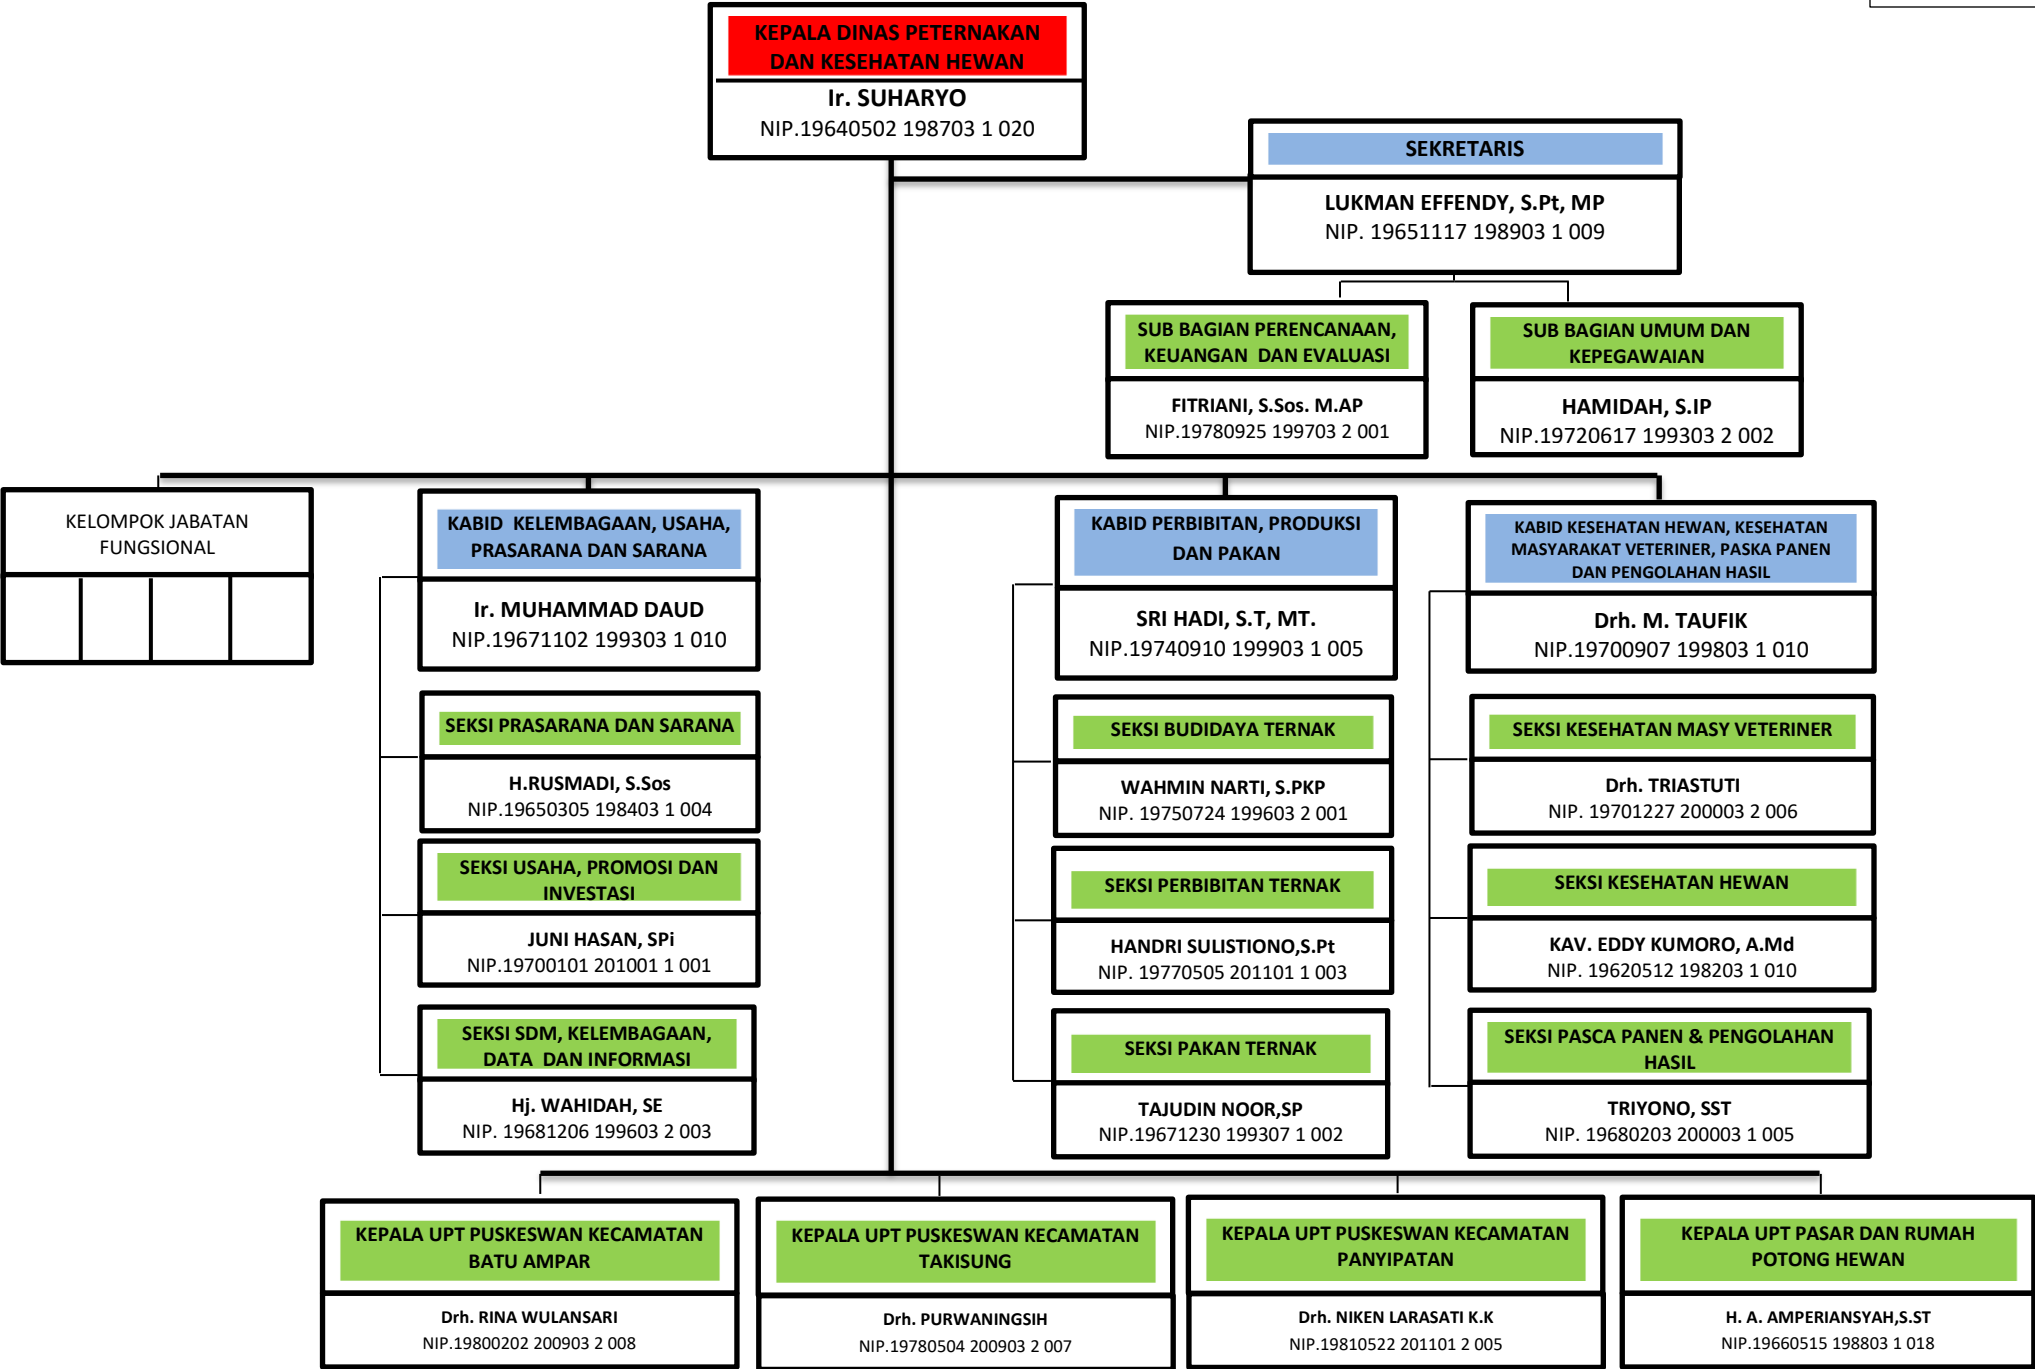 KEPALA DINAS PETERNAKAN
DAN KESEHATAN HEWAN
Ir. SUHARYO
NIP.19640502 198703 1 020
SEKRETARIS
LUKMAN EFFENDY, S.Pt, MP
NIP. 19651117 198903 1 009
SUB BAGIAN PERENCANAAN,
KEUANGAN  DAN EVALUASI
FITRIANI, S.Sos. M.AP
NIP.19780925 199703 2 001
SUB BAGIAN UMUM DAN
KEPEGAWAIAN
HAMIDAH, S.IP
NIP.19720617 199303 2 002
KELOMPOK JABATAN
FUNGSIONAL
KABID  KELEMBAGAAN, USAHA,
PRASARANA DAN SARANA
Ir. MUHAMMAD DAUD
NIP.19671102 199303 1 010
SEKSI PRASARANA DAN SARANA
H.RUSMADI, S.Sos
NIP.19650305 198403 1 004
SEKSI USAHA, PROMOSI DAN
INVESTASI
JUNI HASAN, SPi
NIP.19700101 201001 1 001
SEKSI SDM, KELEMBAGAAN,
DATA  DAN INFORMASI
Hj. WAHIDAH, SE
NIP. 19681206 199603 2 003
KABID PERBIBITAN, PRODUKSI
DAN PAKAN
SRI HADI, S.T, MT.
NIP.19740910 199903 1 005
SEKSI BUDIDAYA TERNAK
WAHMIN NARTI, S.PKP
NIP. 19750724 199603 2 001
SEKSI PERBIBITAN TERNAK
HANDRI SULISTIONO,S.Pt
NIP. 19770505 201101 1 003
SEKSI PAKAN TERNAK
TAJUDIN NOOR,SP
NIP.19671230 199307 1 002
KABID KESEHATAN HEWAN, KESEHATAN
MASYARAKAT VETERINER, PASKA PANEN
DAN PENGOLAHAN HASIL
Drh. M. TAUFIK
NIP.19700907 199803 1 010
SEKSI KESEHATAN MASY VETERINER
Drh. TRIASTUTI
NIP. 19701227 200003 2 006
SEKSI KESEHATAN HEWAN
KAV. EDDY KUMORO, A.Md
NIP. 19620512 198203 1 010
SEKSI PASCA PANEN & PENGOLAHAN
HASIL
TRIYONO, SST
NIP. 19680203 200003 1 005
KEPALA UPT PUSKESWAN KECAMATAN
BATU AMPAR
Drh. RINA WULANSARI
NIP.19800202 200903 2 008
KEPALA UPT PUSKESWAN KECAMATAN
TAKISUNG
Drh. PURWANINGSIH
NIP.19780504 200903 2 007
KEPALA UPT PUSKESWAN KECAMATAN
PANYIPATAN
Drh. NIKEN LARASATI K.K
NIP.19810522 201101 2 005
KEPALA UPT PASAR DAN RUMAH
POTONG HEWAN
H. A. AMPERIANSYAH,S.ST
NIP.19660515 198803 1 018